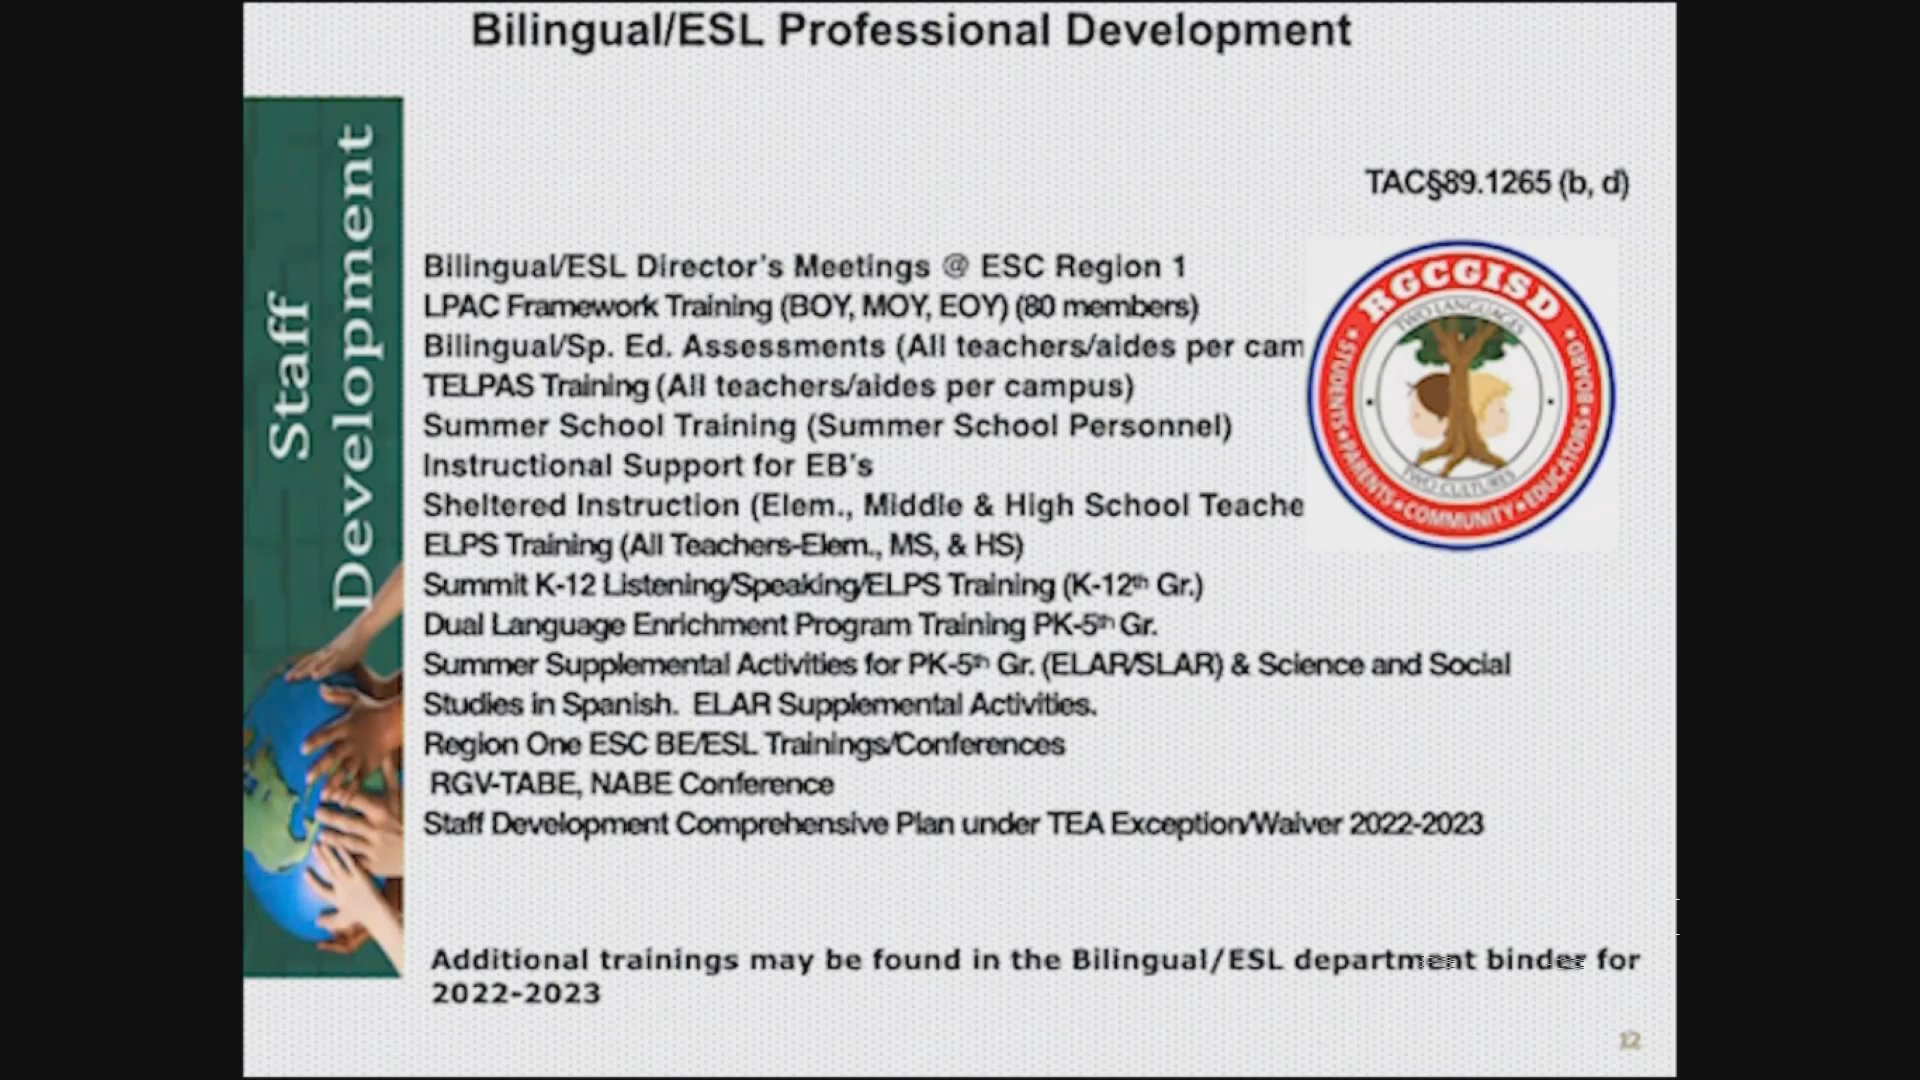 Bilingual/ESL Professional Development
Staff
Development
TAC§89.1265 (b, d)
Bilingual/ESL Director's Meetings @ ESC Region 1
LPAC Framework Training (BOY, MOY, EOY) (80 members)
Bilingual/Sp. Ed. Assessments (All teachers/aides per cam
TELPAS Training (All teachers/aides per campus)
Summer School Training (Summer School Personnel)
Instructional Support for EB's
Sheltered Instruction (Elem., Middle & High School Teache
ELPS Training (All Teachers-Elem., MS, & HS)
Summit K-12 Listening/Speaking/ELPS Training (K-12th Gr.)
Dual Language Enrichment Program Training PK-5th Gr.
Summer Supplemental Activities for PK-5th Gr. (ELAR/SLAR) & Science and Social
Studies in Spanish. ELAR Supplemental Activities.
Region One ESC BE/ESL Trainings/Conferences
RGV-TABE, NABE Conference
Staff Development Comprehensive Plan under TEA Exception/Waiver 2022-2023
RGCCGISD
TWO LANGUAGES
TWO CULTURES
STUDENTS • PARENTS • COMMUNITY • EDUCATORS • BOARD
Additional trainings may be found in the Bilingual/ESL department binder for
2022-2023
12